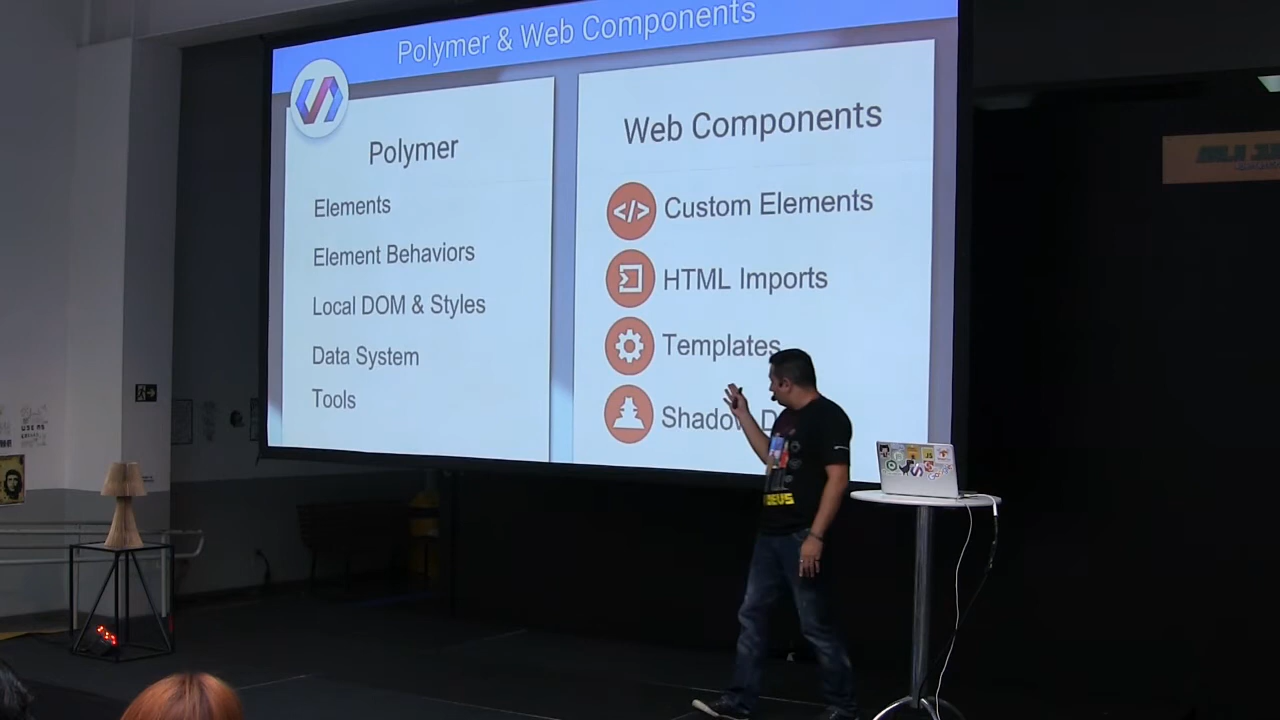 Polymer & Web Components
Polymer
Elements
Element Behaviors
Local DOM & Styles
Data System
Tools
Web Components
Custom Elements
HTML Imports
Templates
Shadow D